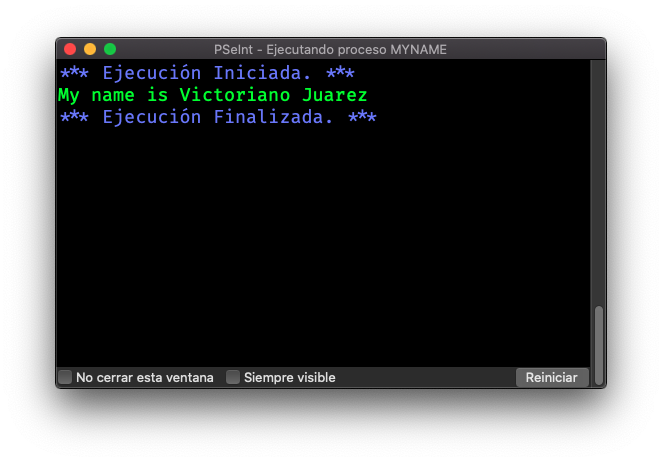 PSeInt - Ejecutando proceso MYNAME
*** Ejecución Iniciada. ***
My name is Victoriano Juarez
*** Ejecución Finalizada. ***
No cerrar esta ventana Siempre visible Reiniciar